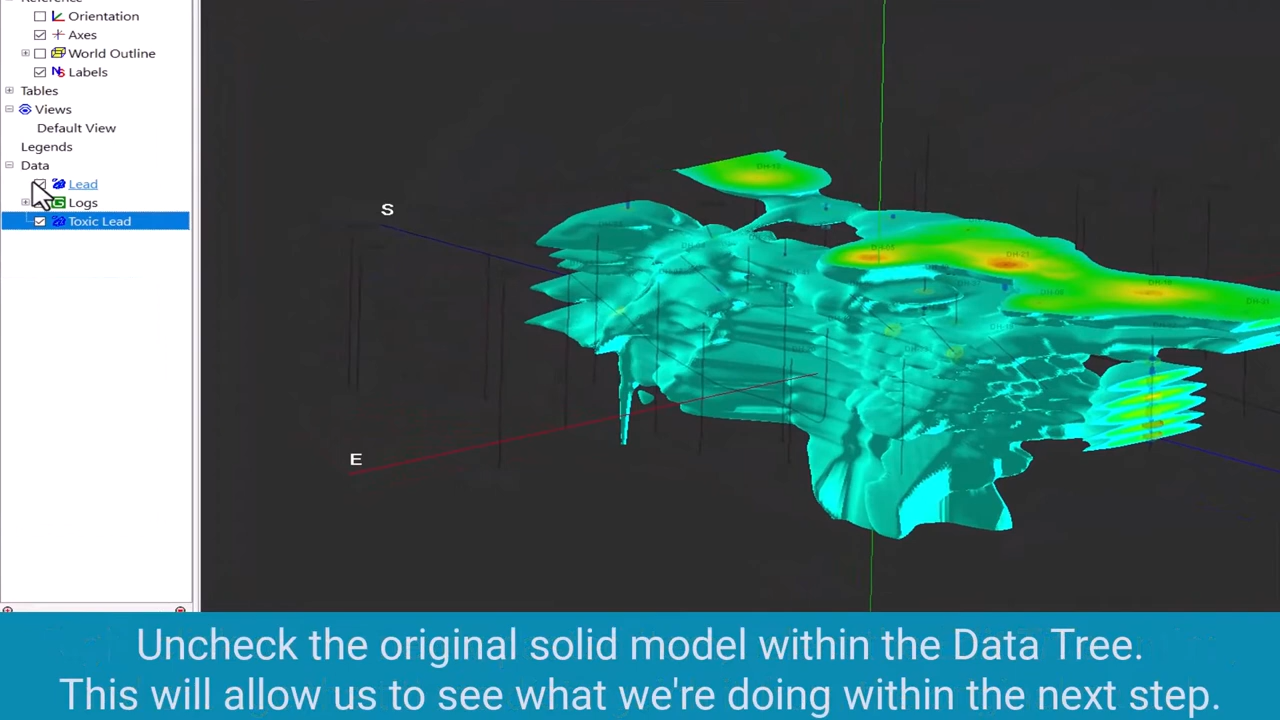 Reference
Orientation
Axes
World Outline
Labels
Tables
Views
Default View
Legends
Data
Lead
Logs
Toxic Lead
S
E
Uncheck the original solid model within the Data Tree.
This will allow us to see what we're doing within the next step.